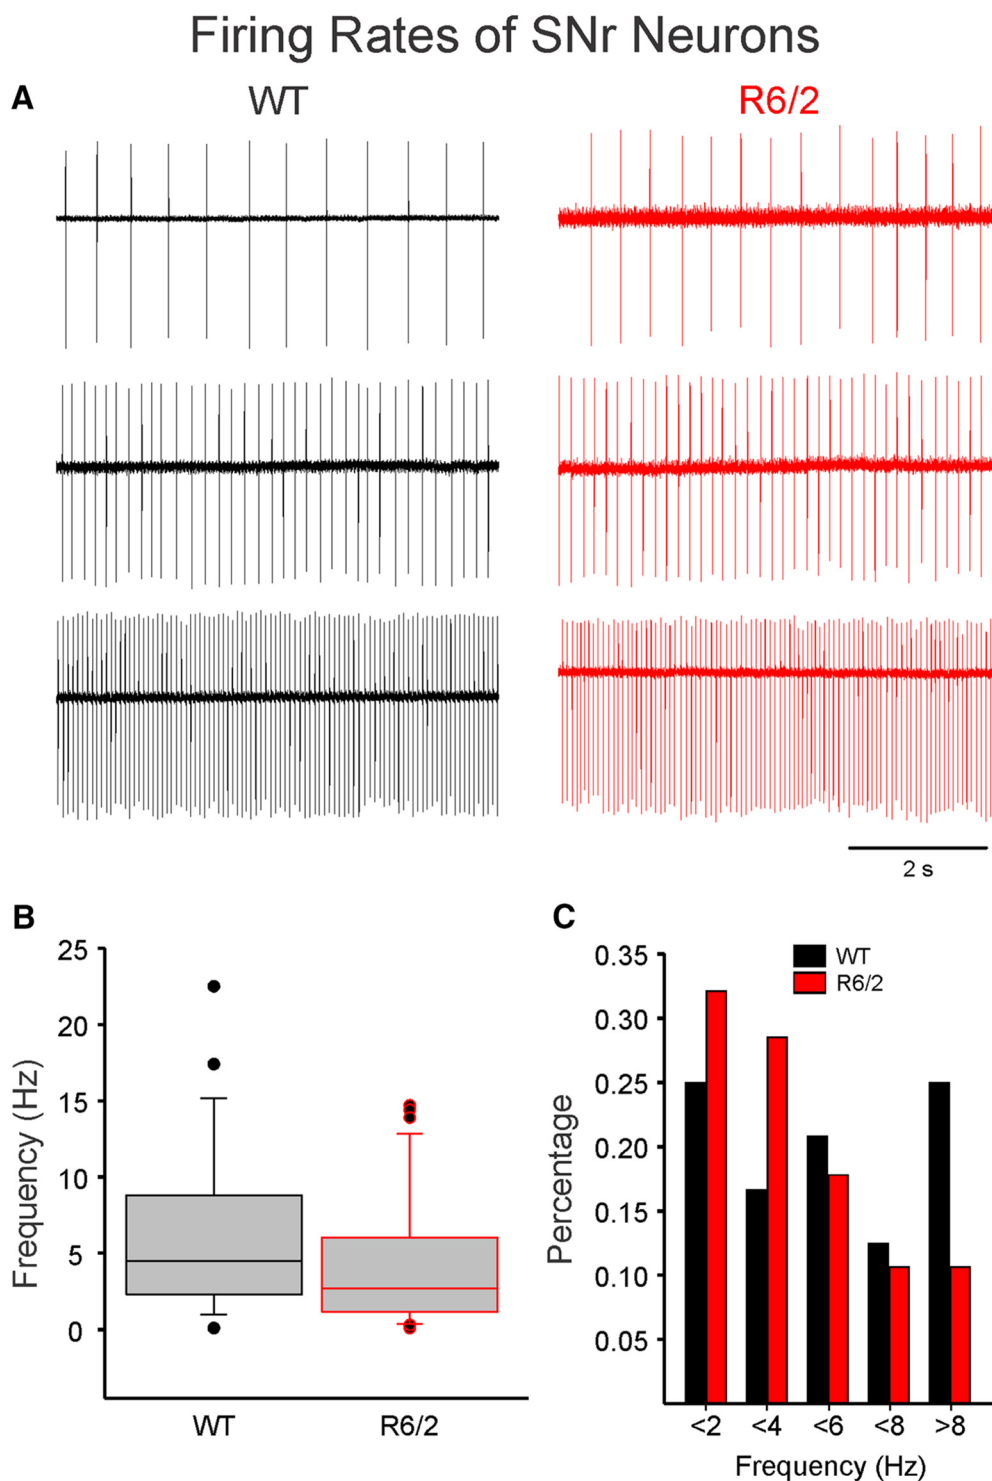 Firing Rates of SNr Neurons
A
WT
R6/2
2 s
B
25
20
15
10
5
0
Frequency (Hz)
WT
R6/2
C
WT
R6/2
0.35
0.30
0.25
0.20
0.15
0.10
0.05
Percentage
<2 <4 <6 <8 >8
Frequency (Hz)